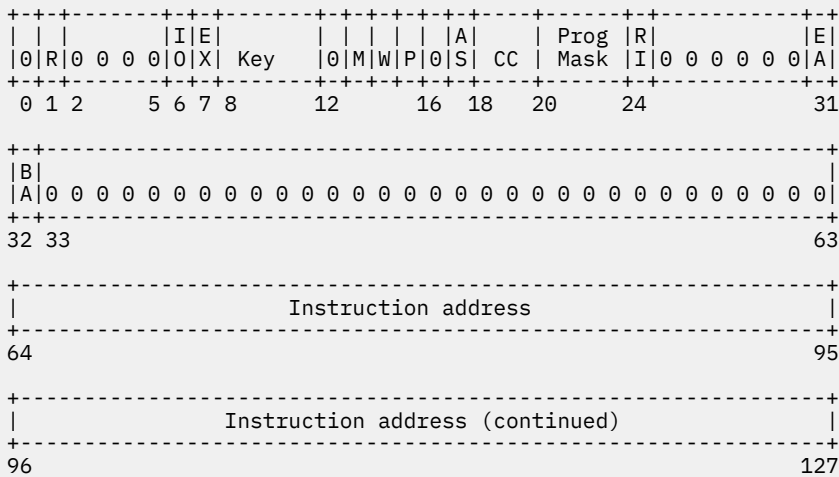 +-+-+-------+-+-+-------+-+-+-+-+-+-+-----+-------+-+-----------+-+
| | |       |I|E|       | | | | | |A|     | Prog  |R|           |E|
|0|R|0 0 0 0|O|X| Key   |0|M|W|P|0|S| CC  | Mask  |I|0 0 0 0 0 0|A|
+-+-+-------+-+-+-------+-+-+-+-+-+-+-----+-------+-+-----------+-+
0 1 2 5 6 7 8 12 16 18 20 24 31
+-+---------------------------------------------------------------+
|B| |
|A|0 0 0 0 0 0 0 0 0 0 0 0 0 0 0 0 0 0 0 0 0 0 0 0 0 0 0 0 0 0 0|
+-+---------------------------------------------------------------+
32 33 63
+-----------------------------------------------------------------+
| Instruction address |
+-----------------------------------------------------------------+
64 95
+-----------------------------------------------------------------+
| Instruction address (continued) |
+-----------------------------------------------------------------+
96 127